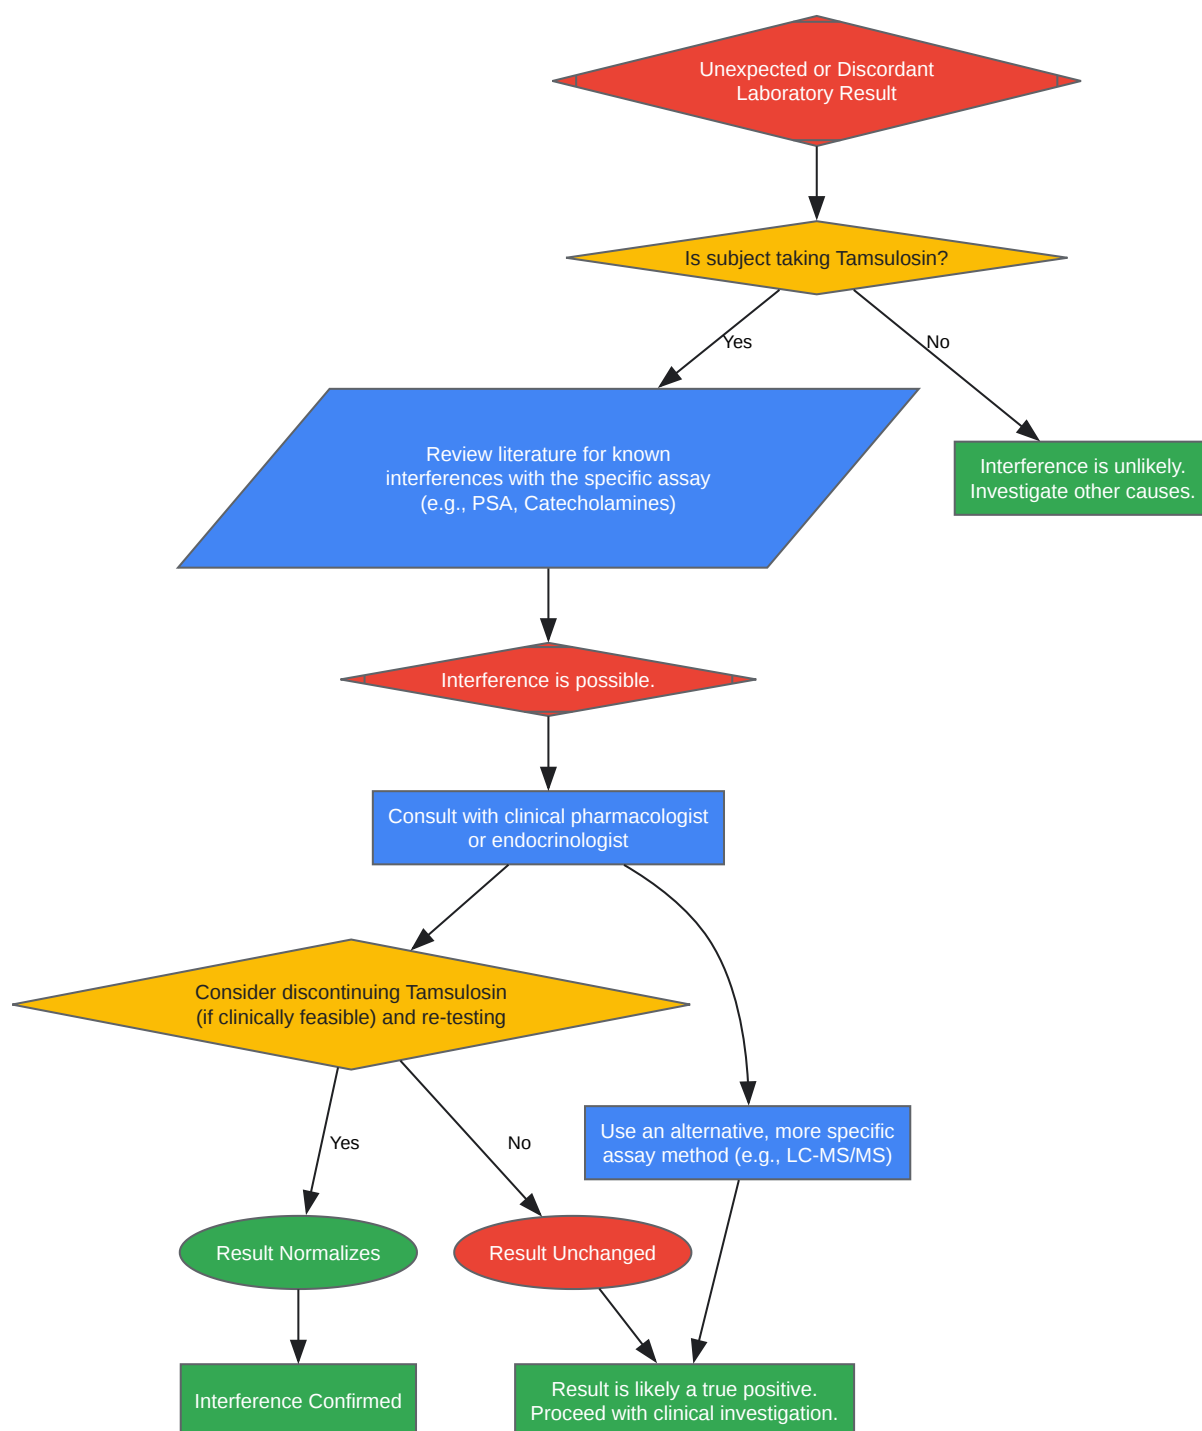 Unexpected or Discordant
Laboratory Result
Is subject taking Tamsulosin?
Yes
No
Review literature for known
interferences with the specific assay
(e.g., PSA, Catecholamines)
Interference is unlikely.
Investigate other causes.
Interference is possible.
Consult with clinical pharmacologist
or endocrinologist
Consider discontinuing Tamsulosin
(if clinically feasible) and re-testing
Yes
No
Use an alternative, more specific
assay method (e.g., LC-MS/MS)
Result Normalizes
Result Unchanged
Interference Confirmed
Result is likely a true positive.
Proceed with clinical investigation.